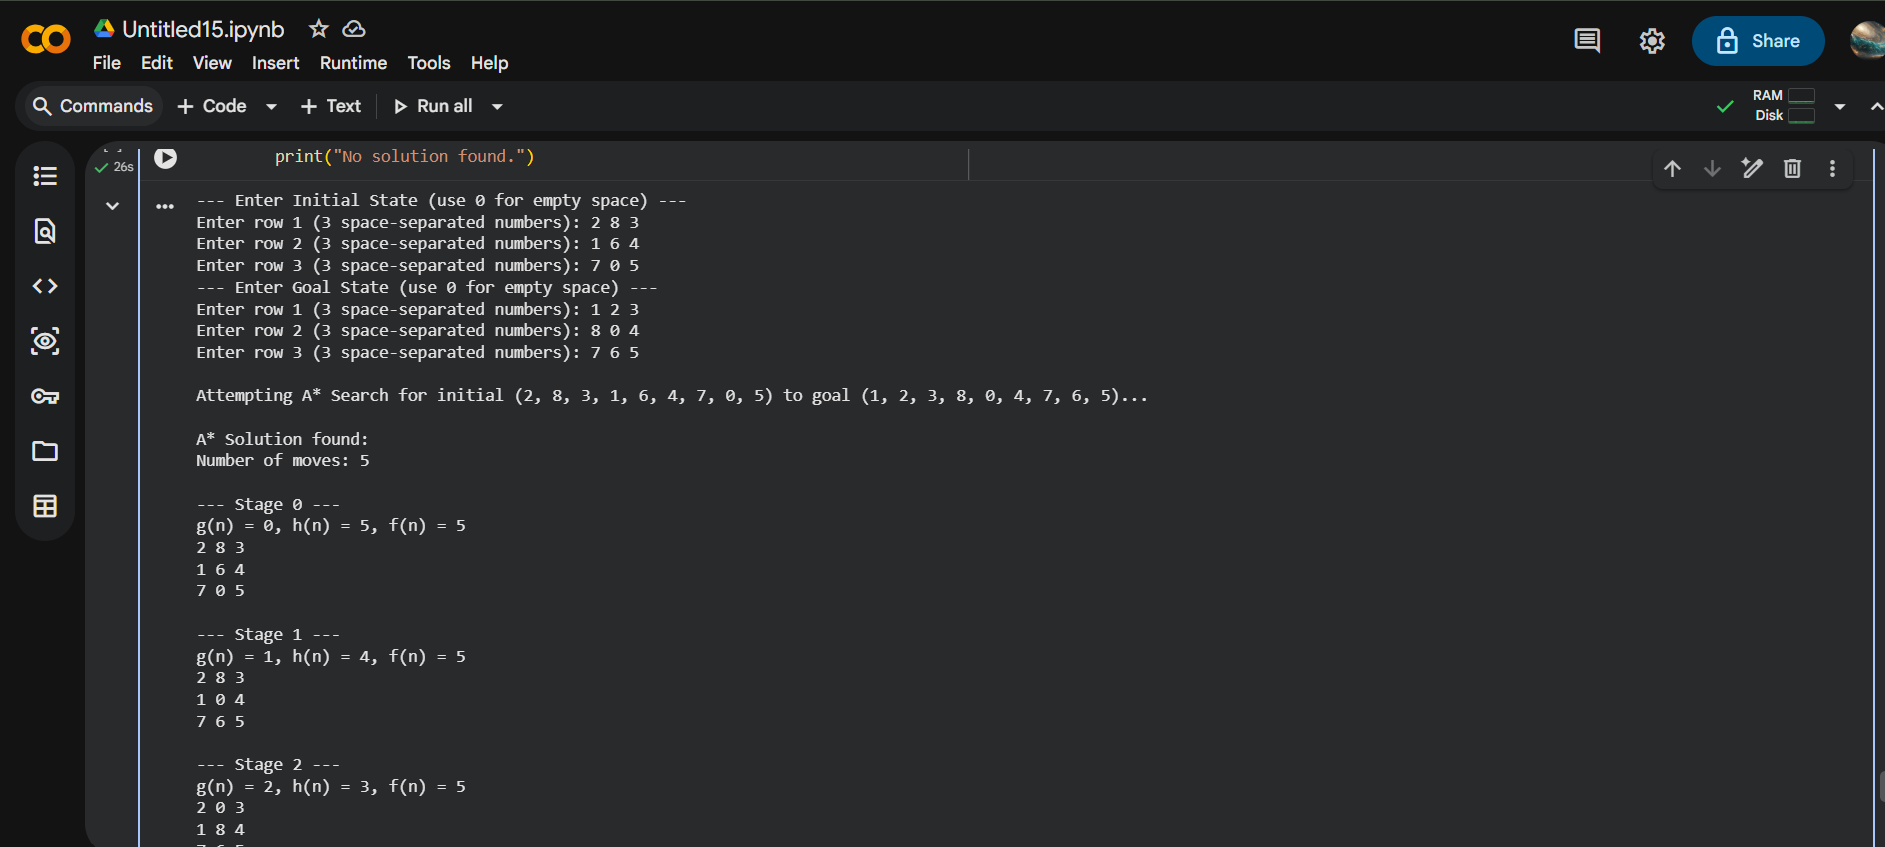 Untitled15.ipynb
File Edit View Insert Runtime Tools Help
Share
Commands + Code + Text Run all
RAM
Disk
26s
print("No solution found.")
--- Enter Initial State (use 0 for empty space) ---
Enter row 1 (3 space-separated numbers): 2 8 3
Enter row 2 (3 space-separated numbers): 1 6 4
Enter row 3 (3 space-separated numbers): 7 0 5
--- Enter Goal State (use 0 for empty space) ---
Enter row 1 (3 space-separated numbers): 1 2 3
Enter row 2 (3 space-separated numbers): 8 0 4
Enter row 3 (3 space-separated numbers): 7 6 5
Attempting A* Search for initial (2, 8, 3, 1, 6, 4, 7, 0, 5) to goal (1, 2, 3, 8, 0, 4, 7, 6, 5)...
A* Solution found:
Number of moves: 5
--- Stage 0 ---
g(n) = 0, h(n) = 5, f(n) = 5
2 8 3
1 6 4
7 0 5
--- Stage 1 ---
g(n) = 1, h(n) = 4, f(n) = 5
2 8 3
1 0 4
7 6 5
--- Stage 2 ---
g(n) = 2, h(n) = 3, f(n) = 5
2 0 3
1 8 4